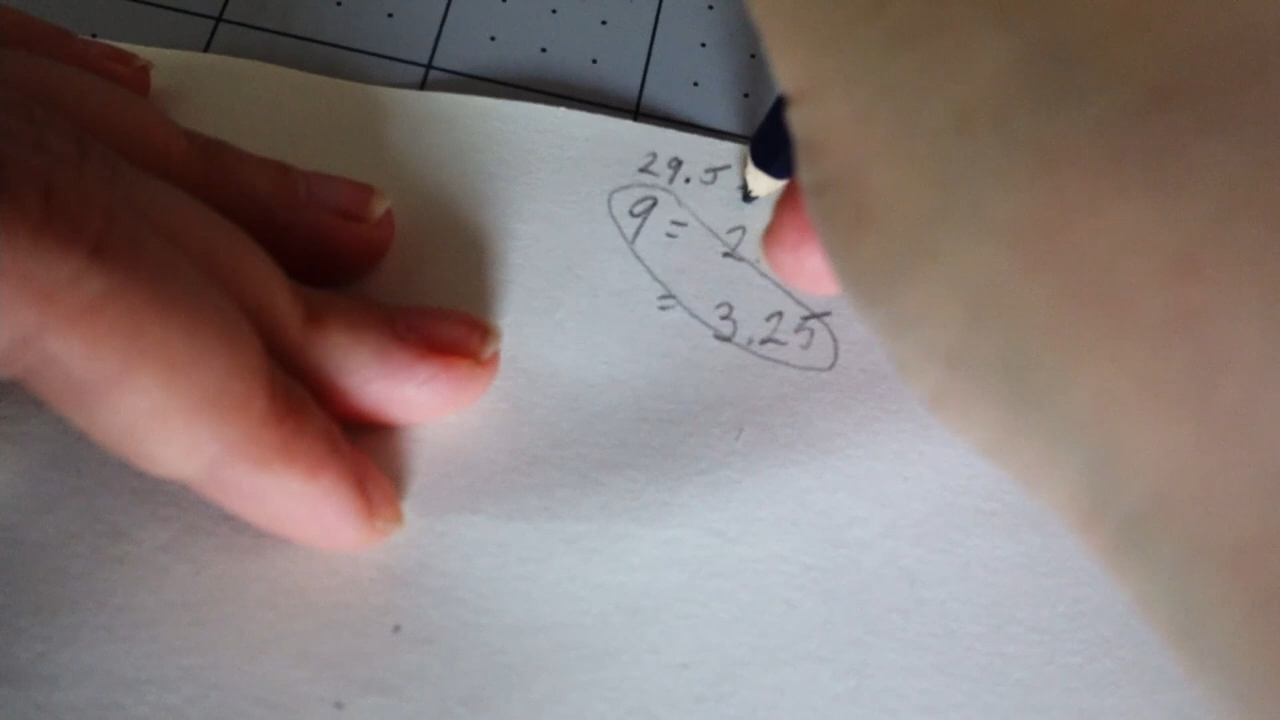 29.5
9 = 2
= 3.25